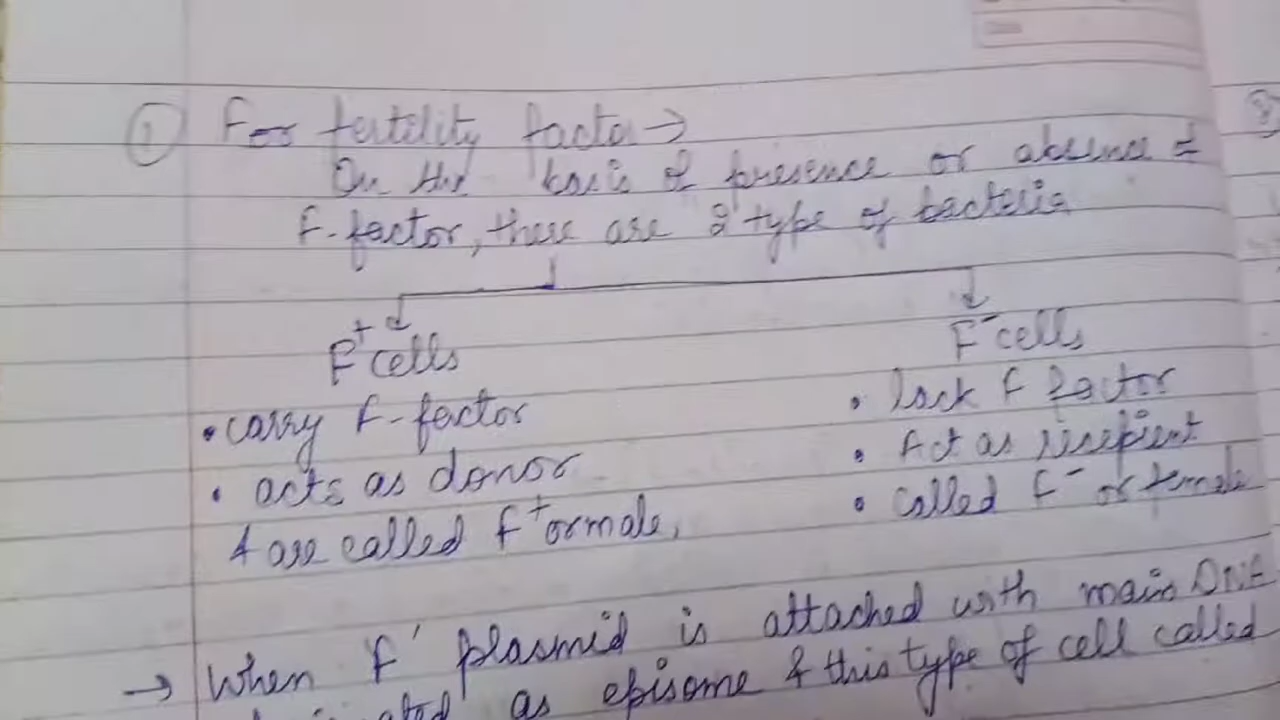 ① F or fertility factor →
On the basis of presence or absence of
F-factor, there are 2 type of bacteria
F⁺ cells
F⁻ cells
• carry F-factor
• lack F factor
• acts as donor
• Act as recipient
& are called F⁺ or male,
• called F⁻ or female
→ When 'F' plasmid is attached with main DNA
as episome & this type of cell called